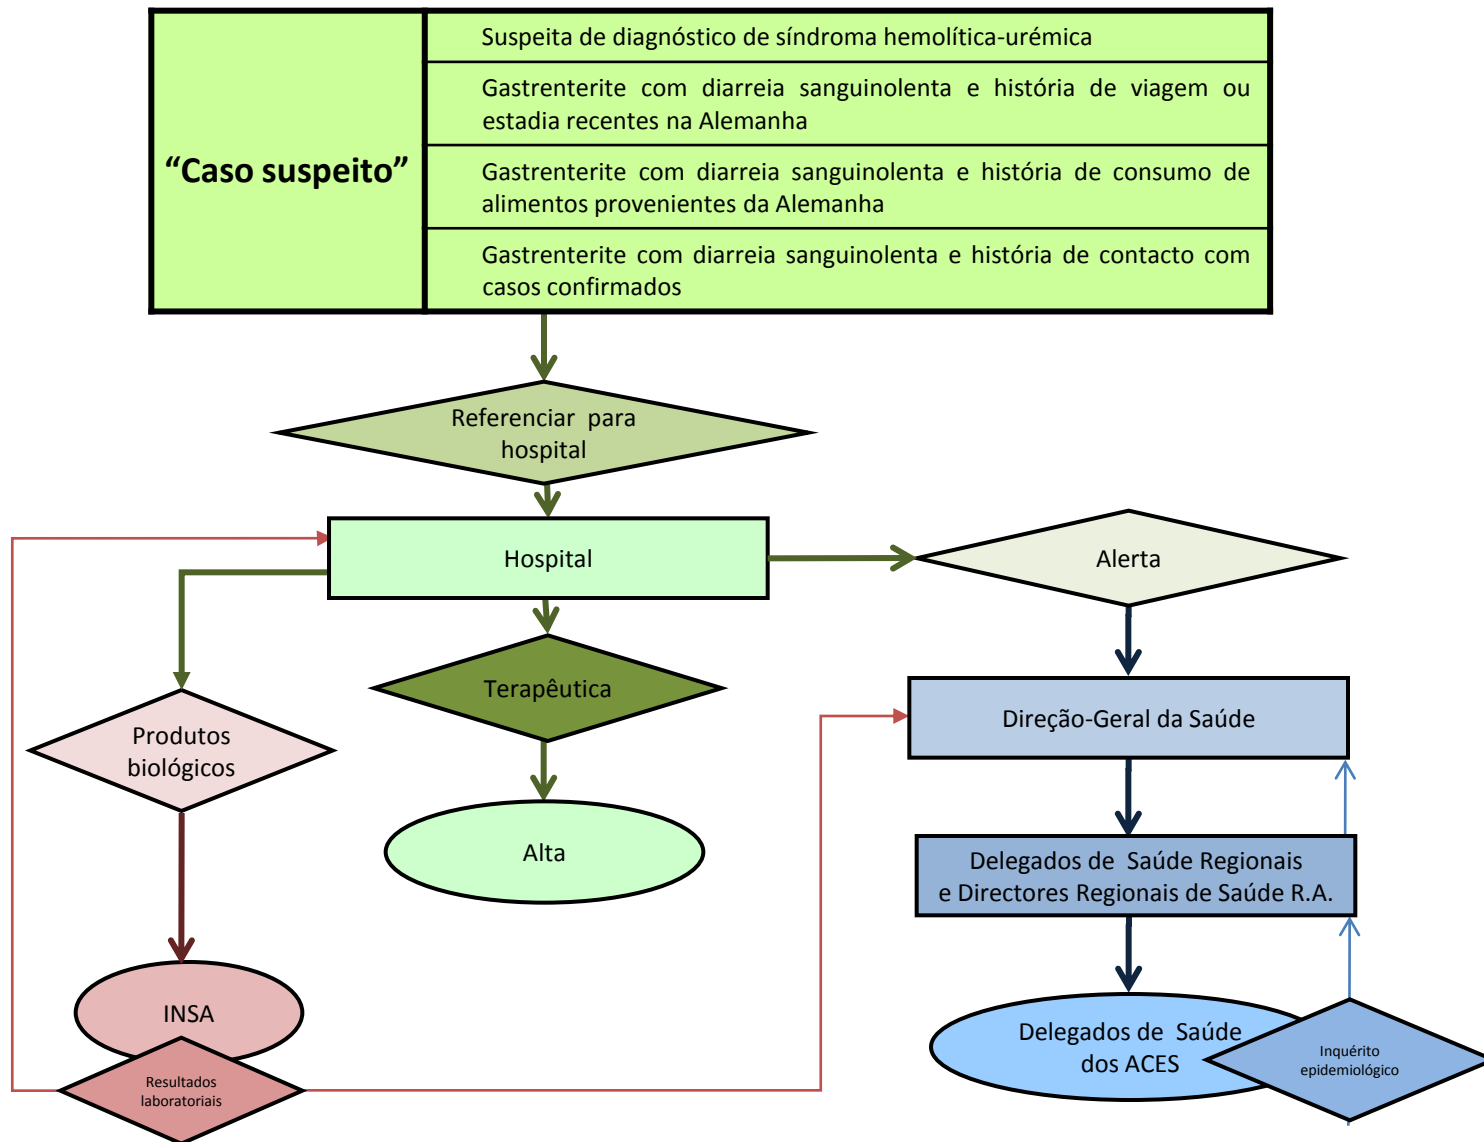 “Caso suspeito”
Suspeita de diagnóstico de síndroma hemolítica-urémica
Gastrenterite com diarreia sanguinolenta e história de viagem ou
estadia recentes na Alemanha
Gastrenterite com diarreia sanguinolenta e história de consumo de
alimentos provenientes da Alemanha
Gastrenterite com diarreia sanguinolenta e história de contacto com
casos confirmados
Referenciar para
hospital
Hospital
Alerta
Terapêutica
Produtos
biológicos
Direção-Geral da Saúde
Alta
Delegados de Saúde Regionais
e Directores Regionais de Saúde R.A.
INSA
Resultados
laboratoriais
Delegados de Saúde
dos ACES
Inquérito
epidemiológico